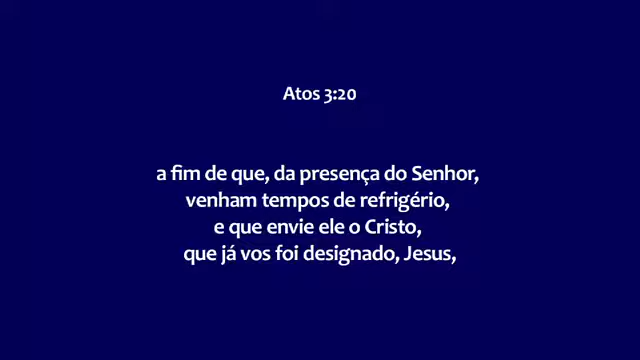 Atos 3:20
a fim de que, da presença do Senhor,
venham tempos de refrigério,
e que envie ele o Cristo,
que já vos foi designado, Jesus,